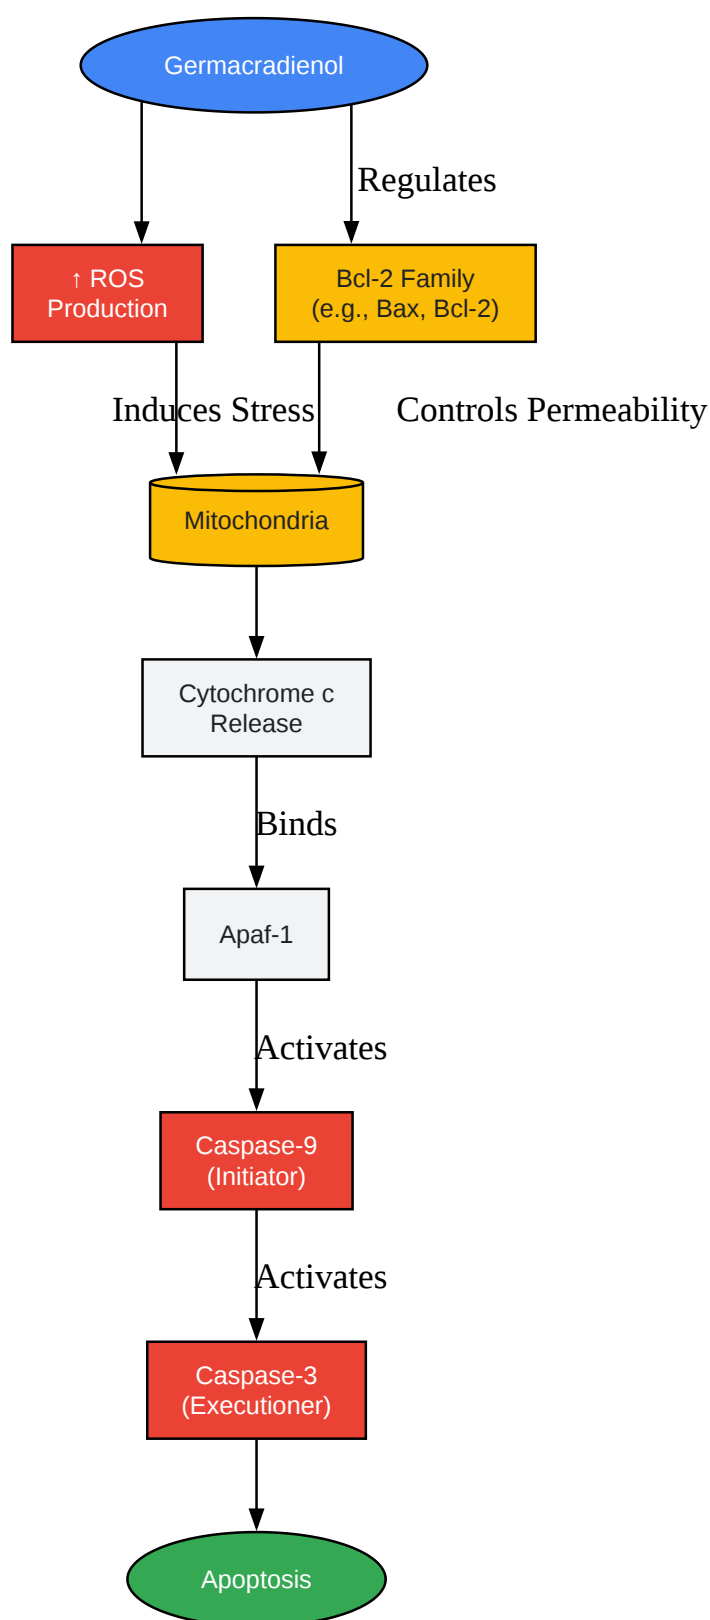 Germacradienol
Regulates
↑ ROS
Production
Bcl-2 Family
(e.g., Bax, Bcl-2)
Induces Stress
Controls Permeability
Mitochondria
Cytochrome c
Release
Binds
Apaf-1
Activates
Caspase-9
(Initiator)
Activates
Caspase-3
(Executioner)
Apoptosis